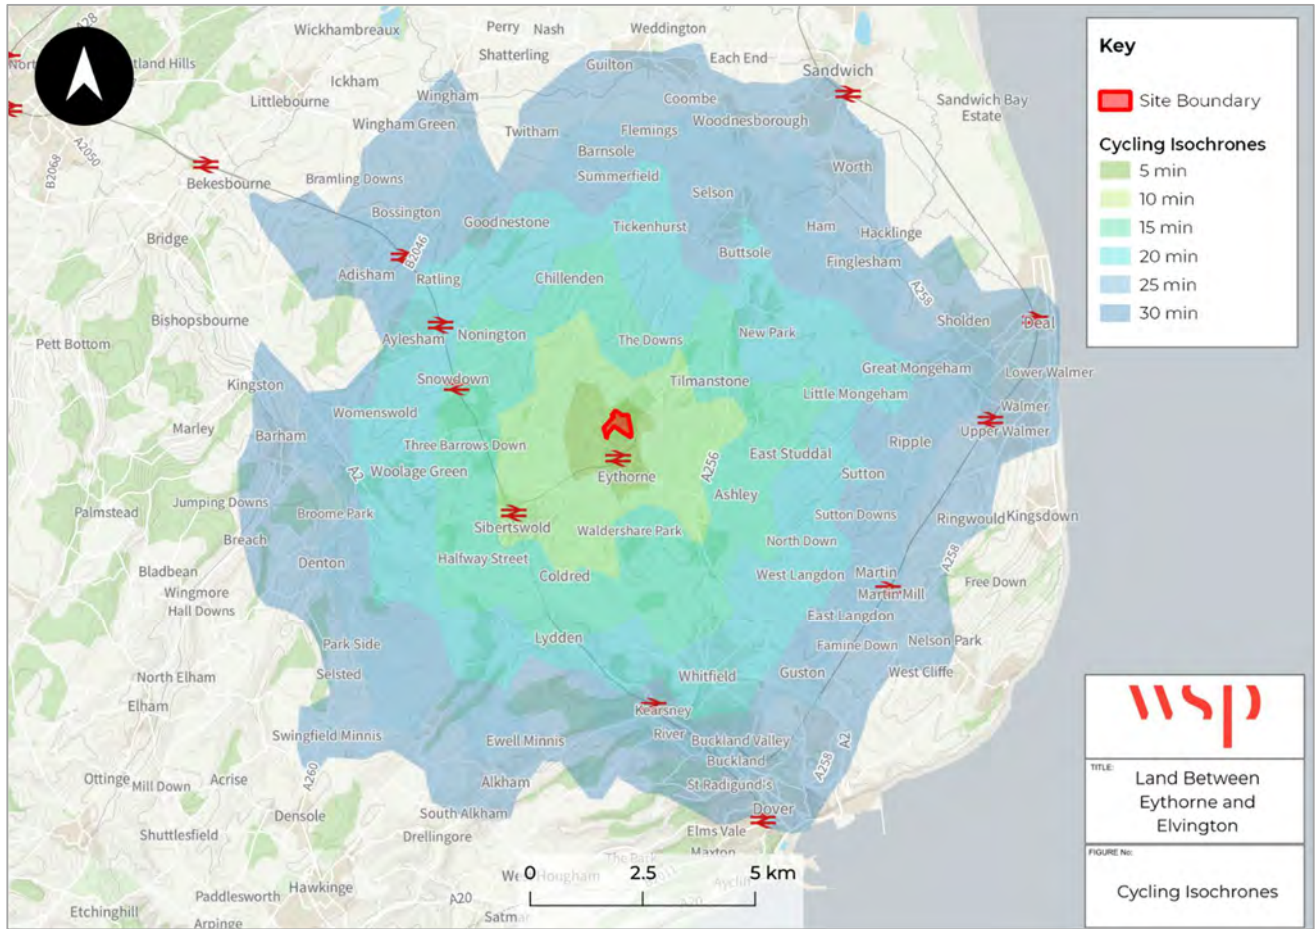 A28
Wickhambreaux
Perry
Nash
Weddington
Shatterling
Each End
Guilton
Sandwich
Ickham
Wingham
Littlebourne
Coombe
Sandwich Bay
Estate
Wingham Green
Twitham
Flemings
Woodnesborough
A2050
B2068
Barnsole
Summerfield
Worth
Bekesbourne
Bramling Downs
Selson
Bossington
Goodnestone
Tickenhurst
Ham
Hacklinge
Bridge
B2046
Buttsole
Finglesham
Adisham
Ratling
Chillenden
A258
Bishopsbourne
Sholden
Deal
Pett Bottom
Aylesham
Nonington
The Downs
New Park
Great Mongeham
Lower Walmer
Kingston
Snowdown
Tilmanstone
Little Mongeham
Womenswold
Walmer
Marley
Barham
Three Barrows Down
Ripple
Upper Walmer
A2
Woolage Green
Eythorne
A256
East Studdal
Sutton
Ashley
Palmstead
Jumping Downs
Broome Park
Sibertswold
Waldershare Park
Sutton Downs
Ringwould
Kingsdown
Breach
North Down
Denton
Halfway Street
A258
Bladbean
Coldred
West Langdon
Martin
Free Down
Wingmore
Martin Mill
Hall Downs
East Langdon
Park Side
Lydden
Famine Down
Nelson Park
North Elham
Selsted
Whitfield
Guston
West Cliffe
Elham
Kearsney
Swingfield Minnis
Ewell Minnis
River
Buckland Valley
A2
Buckland
A258
Ottinge
Mill Down
Acrise
A260
Alkham
St Radigund's
South Alkham
Dover
Densole
Shuttlesfield
Drellingore
Elms Vale
Maxton
Hawkinge
Paddlesworth
A20
A20
Etchinghill
Arpinge
0
2.5
5 km
Key
Site Boundary
Cycling Isochrones
5 min
10 min
15 min
20 min
25 min
30 min
wsp
TITLE:
Land Between
Eythorne and
Elvington
FIGURE No:
Cycling Isochrones